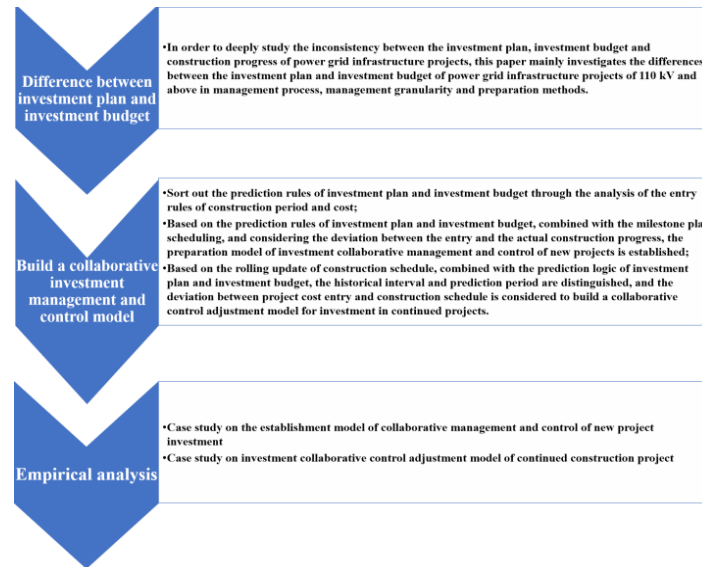 Difference between
investment plan and
investment budget
•In order to deeply study the inconsistency between the investment plan, investment budget and
construction progress of power grid infrastructure projects, this paper mainly investigates the differences
between the investment plan and investment budget of power grid infrastructure projects of 110 kV and
above in management process, management granularity and preparation methods.
Build a collaborative
investment
management and
control model
•Sort out the prediction rules of investment plan and investment budget through the analysis of the entry
rules of construction period and cost;
•Based on the prediction rules of investment plan and investment budget, combined with the milestone pla
scheduling, and considering the deviation between the entry and the actual construction progress, the
preparation model of investment collaborative management and control of new projects is established;
•Based on the rolling update of construction schedule, combined with the prediction logic of investment
plan and investment budget, the historical interval and prediction period are distinguished, and the
deviation between project cost entry and construction schedule is considered to build a collaborative
control adjustment model for investment in continued projects.
Empirical analysis
•Case study on the establishment model of collaborative management and control of new project
investment
•Case study on investment collaborative control adjustment model of continued construction project